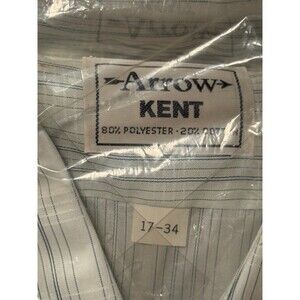 Arrow
KENT
80% POLYESTER · 20%
17-34